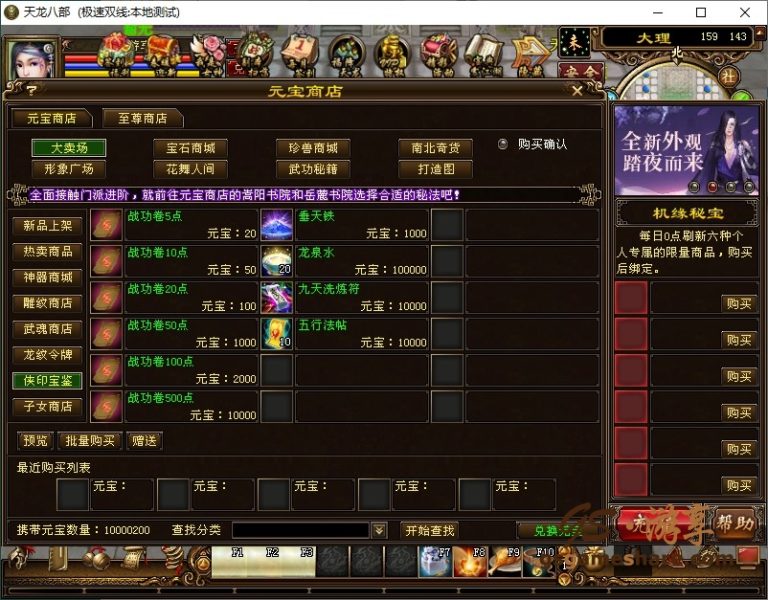 天龙八部 (极速双线:本地测试)
大理 159 143
北
社
安全
元宝商店
元宝商店 至尊商店
大卖场 宝石商城 珍兽商城 南北奇货 购买确认
形象广场 花舞人间 武功秘籍 打造图
全面接触门派进阶，就前往元宝商店的嵩阳书院和岳麓书院选择合适的秘法吧！
新品上架
热卖商品
神器商城
雕纹商店
武魂商店
龙纹令牌
侠印宝鉴
子女商店
战功卷5点 元宝：20
垂天铁 元宝：1000
战功卷10点 元宝：50
20 龙泉水 元宝：100000
战功卷20点 元宝：100
九天洗炼符 元宝：10000
战功卷50点 元宝：1000
10 五行法帖 元宝：10000
战功卷100点 元宝：2000
战功卷500点 元宝：10000
预览 批量购买 赠送
最近购买列表
元宝： 元宝： 元宝： 元宝： 元宝：
携带元宝数量：10000200 查找分类 开始查找
全新外观
踏夜而来
机缘秘宝
每日0点刷新六种个
人专属的限量商品，购买
后绑定。
购买
购买
购买
购买
购买
购买
帮助
F1 F2 F3 F7 F8 F9 F10